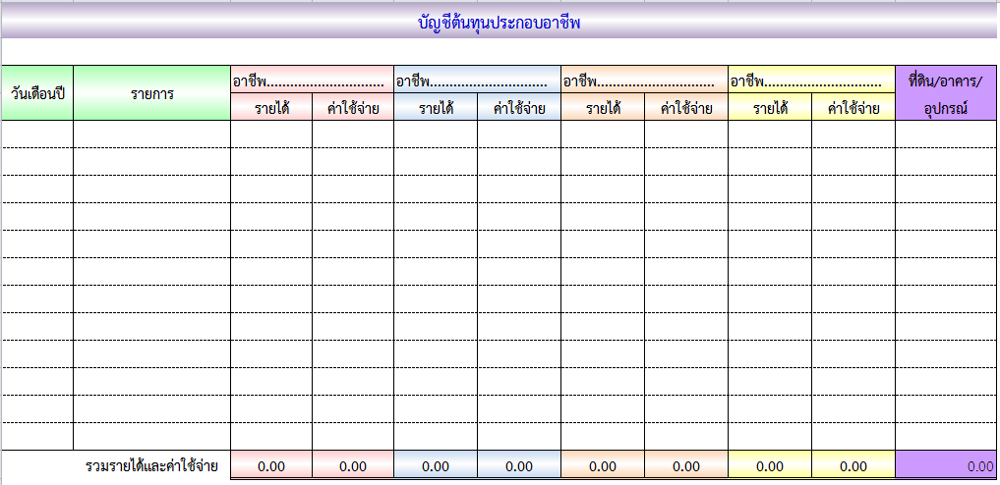 บัญชีต้นทุนประกอบอาชีพ
วันเดือนปี รายการ อาชีพ............................ อาชีพ............................ อาชีพ............................ อาชีพ............................ ที่ดิน/อาคาร/
รายได้ ค่าใช้จ่าย รายได้ ค่าใช้จ่าย รายได้ ค่าใช้จ่าย รายได้ ค่าใช้จ่าย อุปกรณ์
รวมรายได้และค่าใช้จ่าย 0.00 0.00 0.00 0.00 0.00 0.00 0.00 0.00 0.00